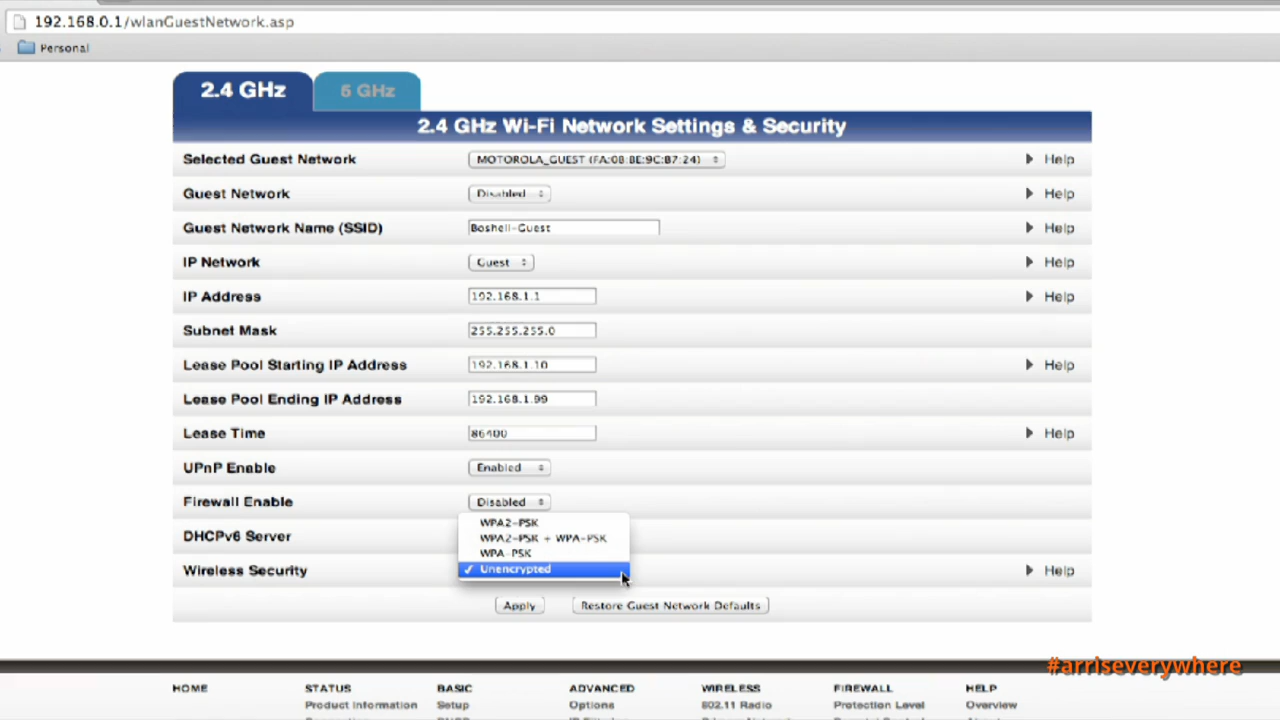 192.168.0.1/wlanGuestNetwork.asp
Personal
2.4 GHz 5 GHz
2.4 GHz Wi-Fi Network Settings & Security
Selected Guest Network MOTOROLA_GUEST (FA:0B:BE:9C:B7:24) Help
Guest Network Disabled Help
Guest Network Name (SSID) Boshell-Guest Help
IP Network Guest Help
IP Address 192.168.1.1 Help
Subnet Mask 255.255.255.0
Lease Pool Starting IP Address 192.168.1.10 Help
Lease Pool Ending IP Address 192.168.1.99
Lease Time 86400 Help
UPnP Enable Enabled
Firewall Enable Disabled
WPA2-PSK
DHCPv6 Server WPA2-PSK + WPA-PSK
WPA-PSK
Wireless Security ✓ Unencrypted Help
Apply Restore Guest Network Defaults
#arriseverywhere
HOME STATUS BASIC ADVANCED WIRELESS FIREWALL HELP
Product Information Setup Options 802.11 Radio Protection Level Overview